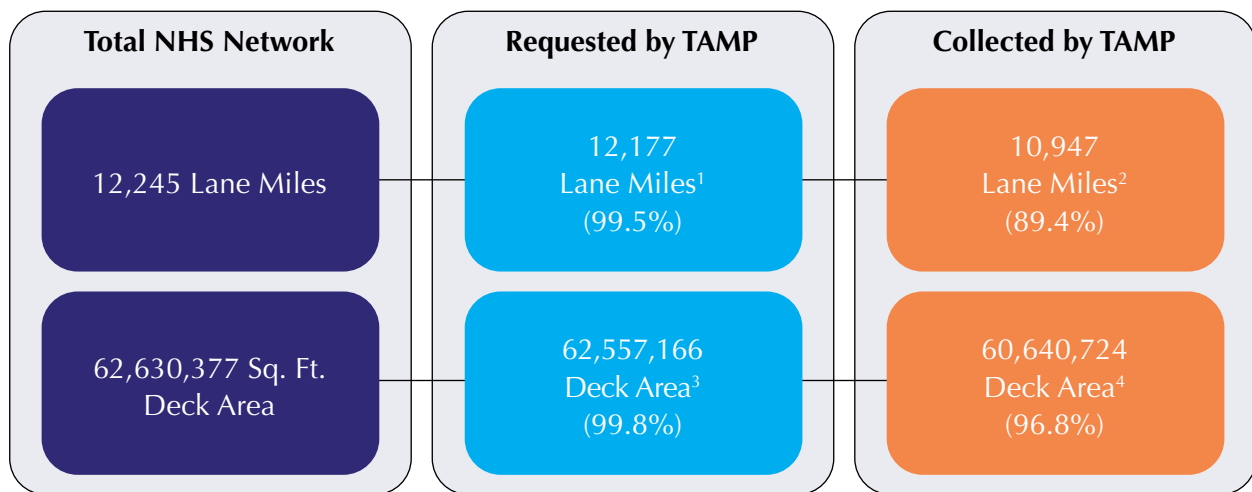 Total NHS Network
12,245 Lane Miles
62,630,377 Sq. Ft.
Deck Area
Requested by TAMP
12,177
Lane Miles¹
(99.5%)
62,557,166
Deck Area³
(99.8%)
Collected by TAMP
10,947
Lane Miles²
(89.4%)
60,640,724
Deck Area⁴
(96.8%)